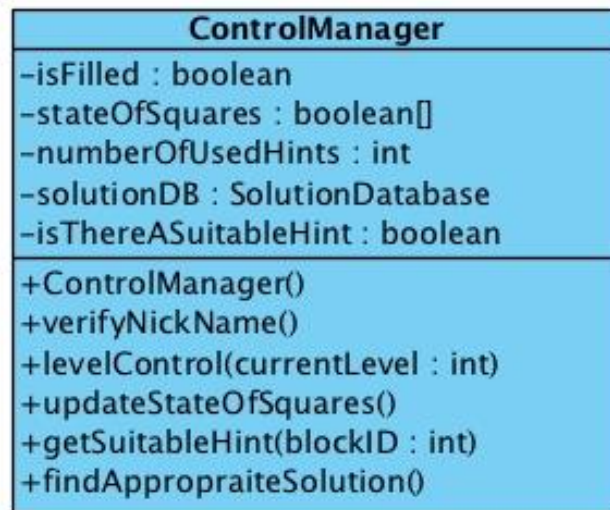 ControlManager
-isFilled : boolean
-stateOfSquares : boolean[]
-numberOfUsedHints : int
-solutionDB : SolutionDatabase
-isThereASuitableHint : boolean
+ControlManager()
+verifyNickName()
+levelControl(currentLevel : int)
+updateStateOfSquares()
+getSuitableHint(blockID : int)
+findAppropraiteSolution()